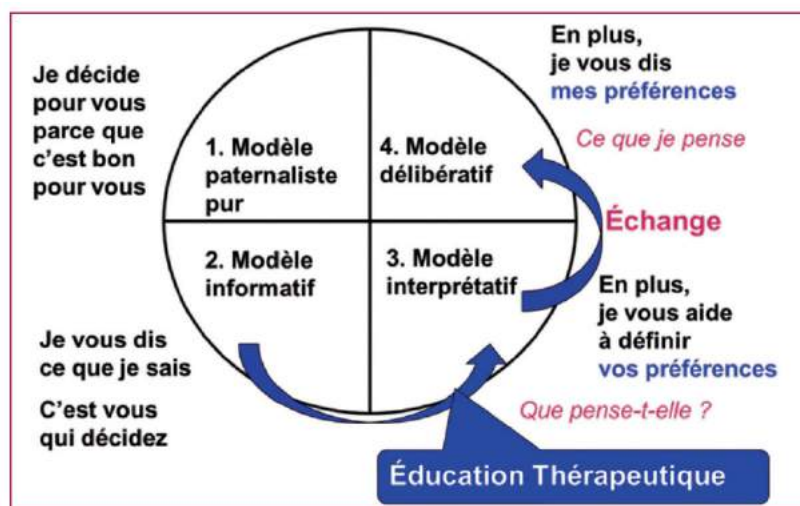 Je décide
pour vous
parce que
c'est bon
pour vous
1. Modèle
paternaliste
pur
4. Modèle
délibératif
En plus,
je vous dis
mes préférences
Ce que je pense
Échange
2. Modèle
informatif
3. Modèle
interprétatif
En plus,
je vous aide
à définir
vos préférences
Que pense-t-elle ?
Je vous dis
ce que je sais
C'est vous
qui décidez
Éducation Thérapeutique